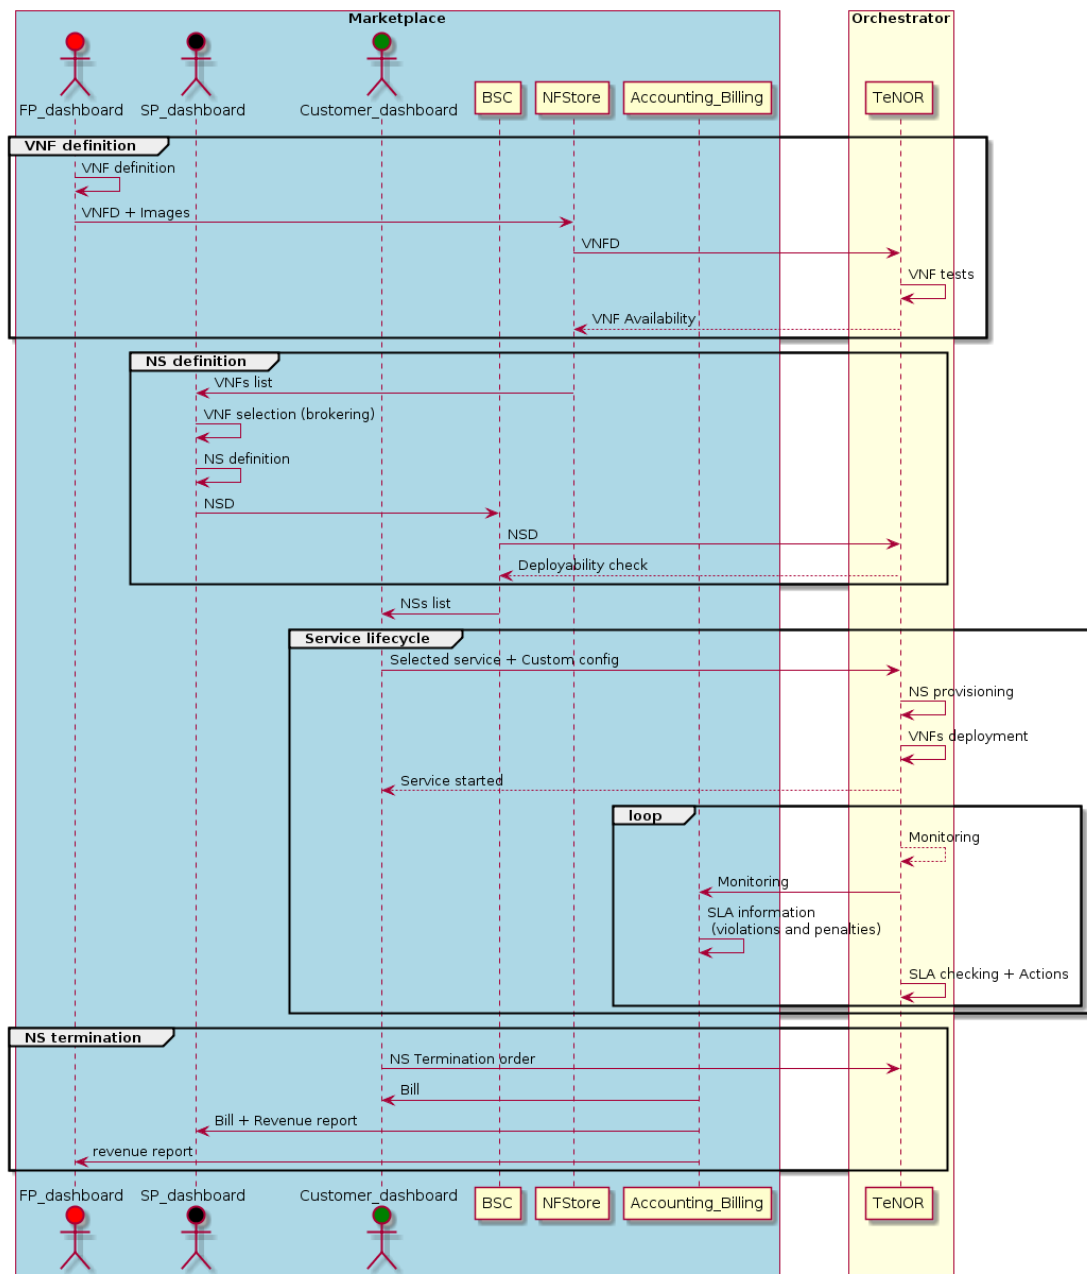 Marketplace
Orchestrator
FP_dashboard
SP_dashboard
Customer_dashboard
BSC
NFStore
Accounting_Billing
TeNOR
VNF definition
VNF definition
VNFD + Images
VNFD
VNF tests
VNF Availability
NS definition
VNFs list
VNF selection (brokering)
NS definition
NSD
NSD
Deployability check
NSs list
Service lifecycle
Selected service + Custom config
NS provisioning
VNFs deployment
Service started
loop
Monitoring
Monitoring
SLA information
(violations and penalties)
SLA checking + Actions
NS termination
NS Termination order
Bill
Bill + Revenue report
revenue report
FP_dashboard
SP_dashboard
Customer_dashboard
BSC
NFStore
Accounting_Billing
TeNOR